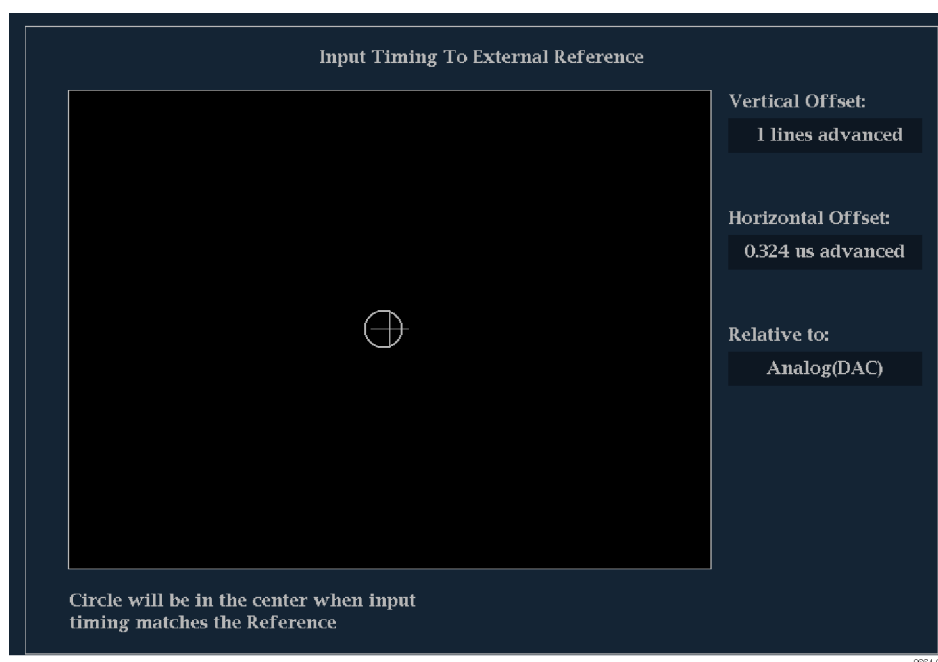 Input Timing To External Reference
Vertical Offset:
1 lines advanced
Horizontal Offset:
0.324 us advanced
Relative to:
Analog(DAC)
Circle will be in the center when input
timing matches the Reference